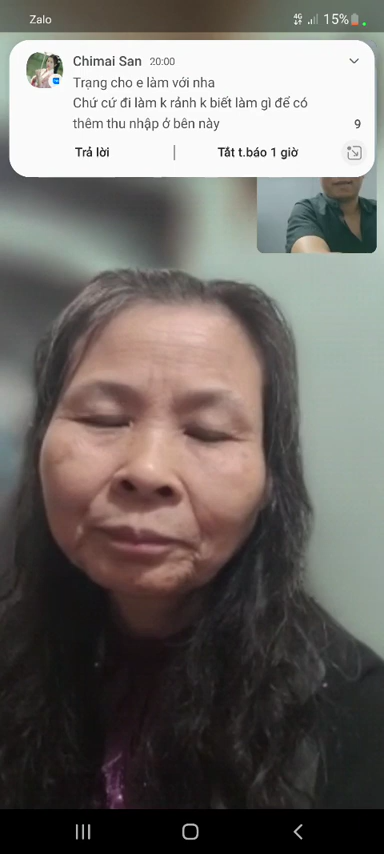 Zalo
4G
15%
Chimai San 20:00
Trạng cho e làm với nha
Chứ cứ đi làm k rảnh k biết làm gì để có
thêm thu nhập ở bên này
9
Trả lời | Tắt t.báo 1 giờ